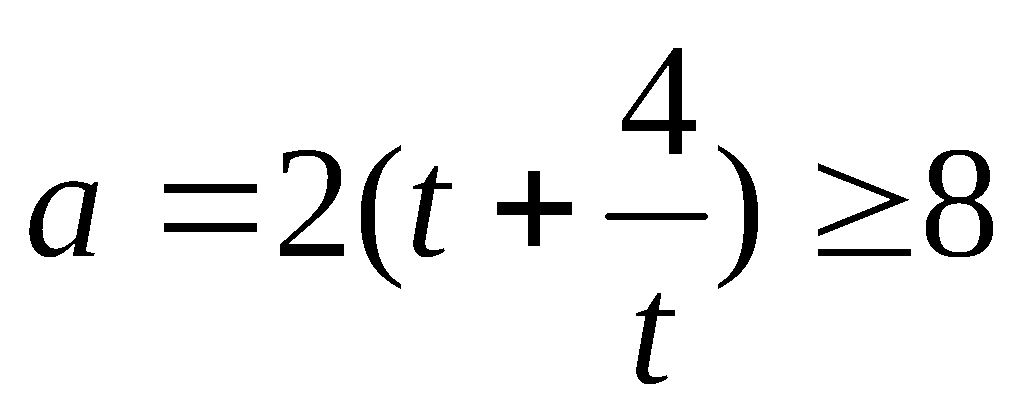 a = 2(t + 4/t) ≥ 8